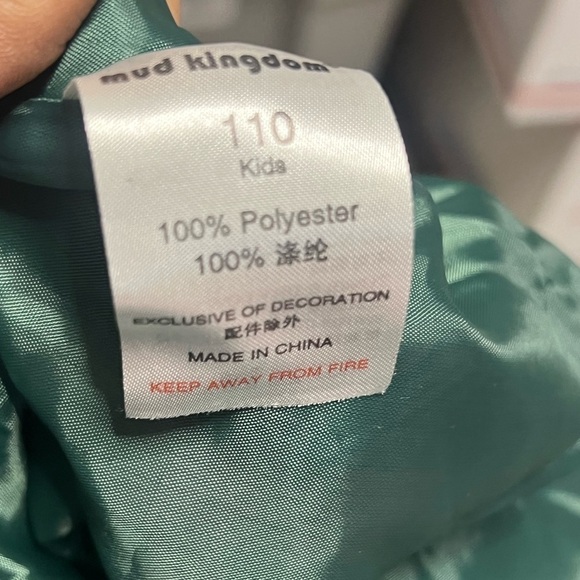 mud kingdom
110
Kids
100% Polyester
100% 涤纶
EXCLUSIVE OF DECORATION
配件除外
MADE IN CHINA
KEEP AWAY FROM FIRE